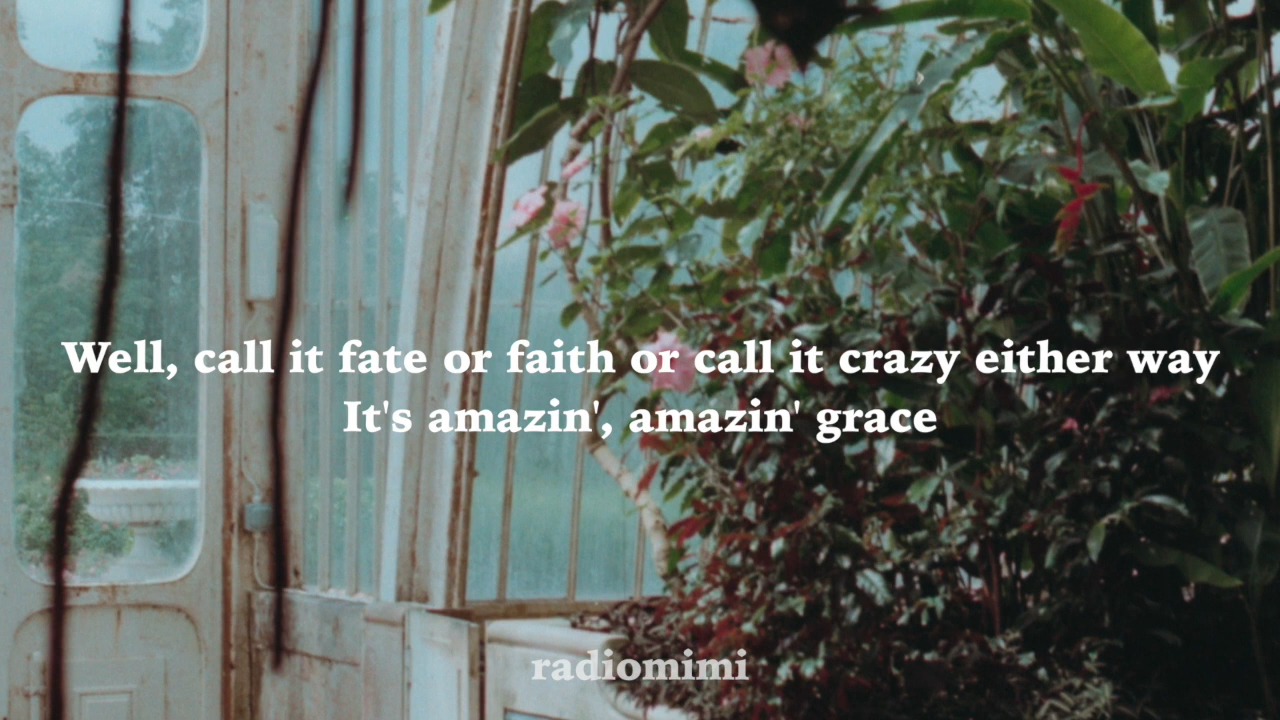 Well, call it fate or faith or call it crazy either way
It's amazin', amazin' grace
radiomimi